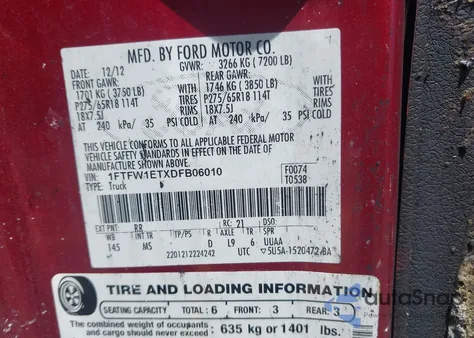 MFD. BY FORD MOTOR CO.
DATE: 12/12 GVWR: 3266 KG ( 7200 LB)
FRONT GAWR: REAR GAWR:
1701 KG ( 3750 LB) 1746 KG ( 3850 LB)
P275/65R18 114T TIRES P275/65R18 114T
18X7.5J RIMS 18X7.5J
AT 240 kPa/ 35 PSI COLD AT 240 kPa/ 35 PSI COLD
THIS VEHICLE CONFORMS TO ALL APPLICABLE FEDERAL MOTOR
VEHICLE SAFETY AND THEFT PREVENTION STANDARDS IN EFFECT ON THE DATE OF
MANUFACTURE SHOWN ABOVE.
VIN: 1FTFW1ETXDFB06010 F0074
TYPE: Truck T0538
EXT PNT: RR RC: 21 DSO:
WB INT TR TP/PS R AXLE TR SPR
145 MS D L9 6 UUAA
2201212224242 UTC ▽5U5A-1520472-BA
TIRE AND LOADING INFORMATION
SEATING CAPACITY TOTAL: 6 FRONT: 3 REAR: 3
The combined weight of occupants and cargo should never exceed: 635 kg or 1401 lbs.
AutoSnap